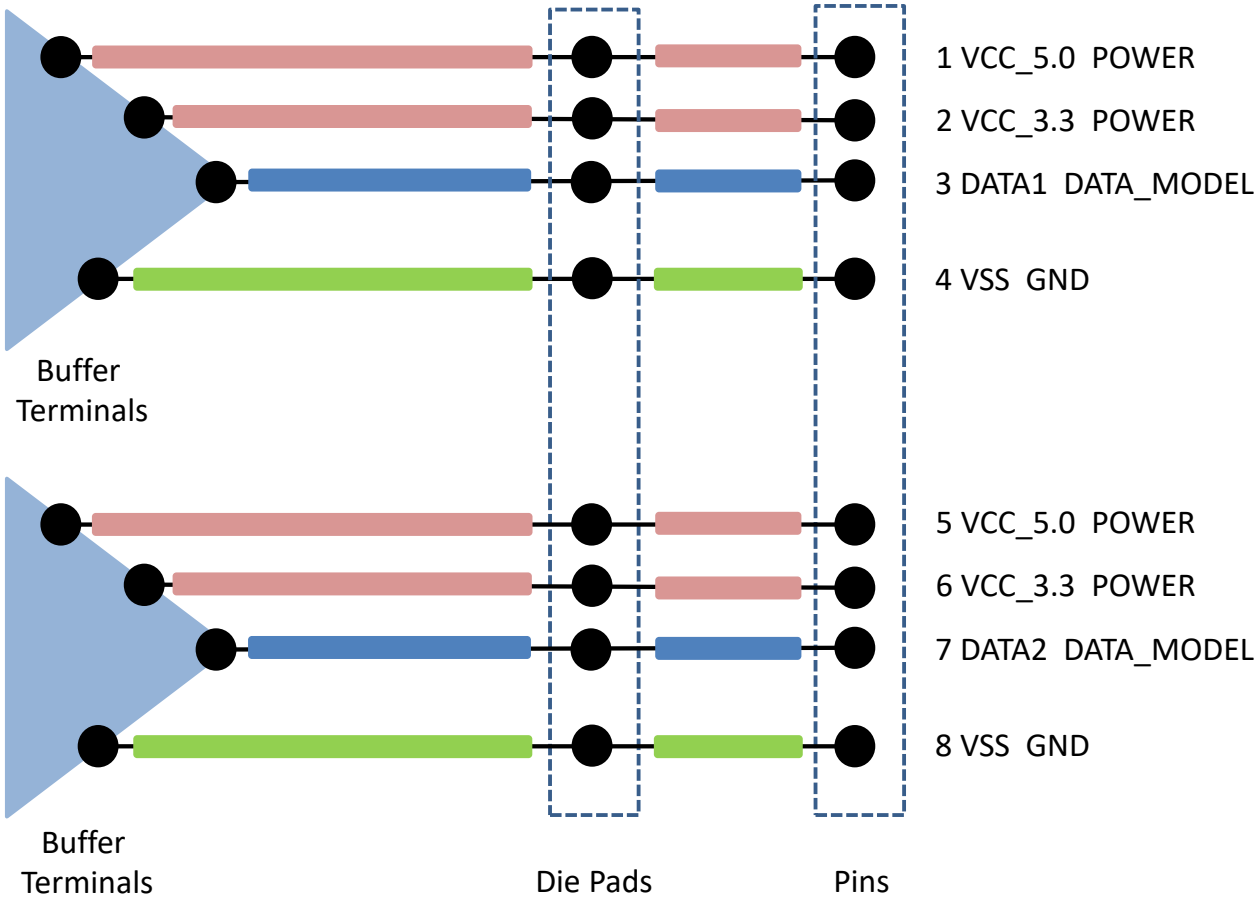 1 VCC_5.0 POWER
2 VCC_3.3 POWER
3 DATA1 DATA_MODEL
4 VSS GND
Buffer
Terminals
5 VCC_5.0 POWER
6 VCC_3.3 POWER
7 DATA2 DATA_MODEL
8 VSS GND
Buffer
Terminals
Die Pads
Pins